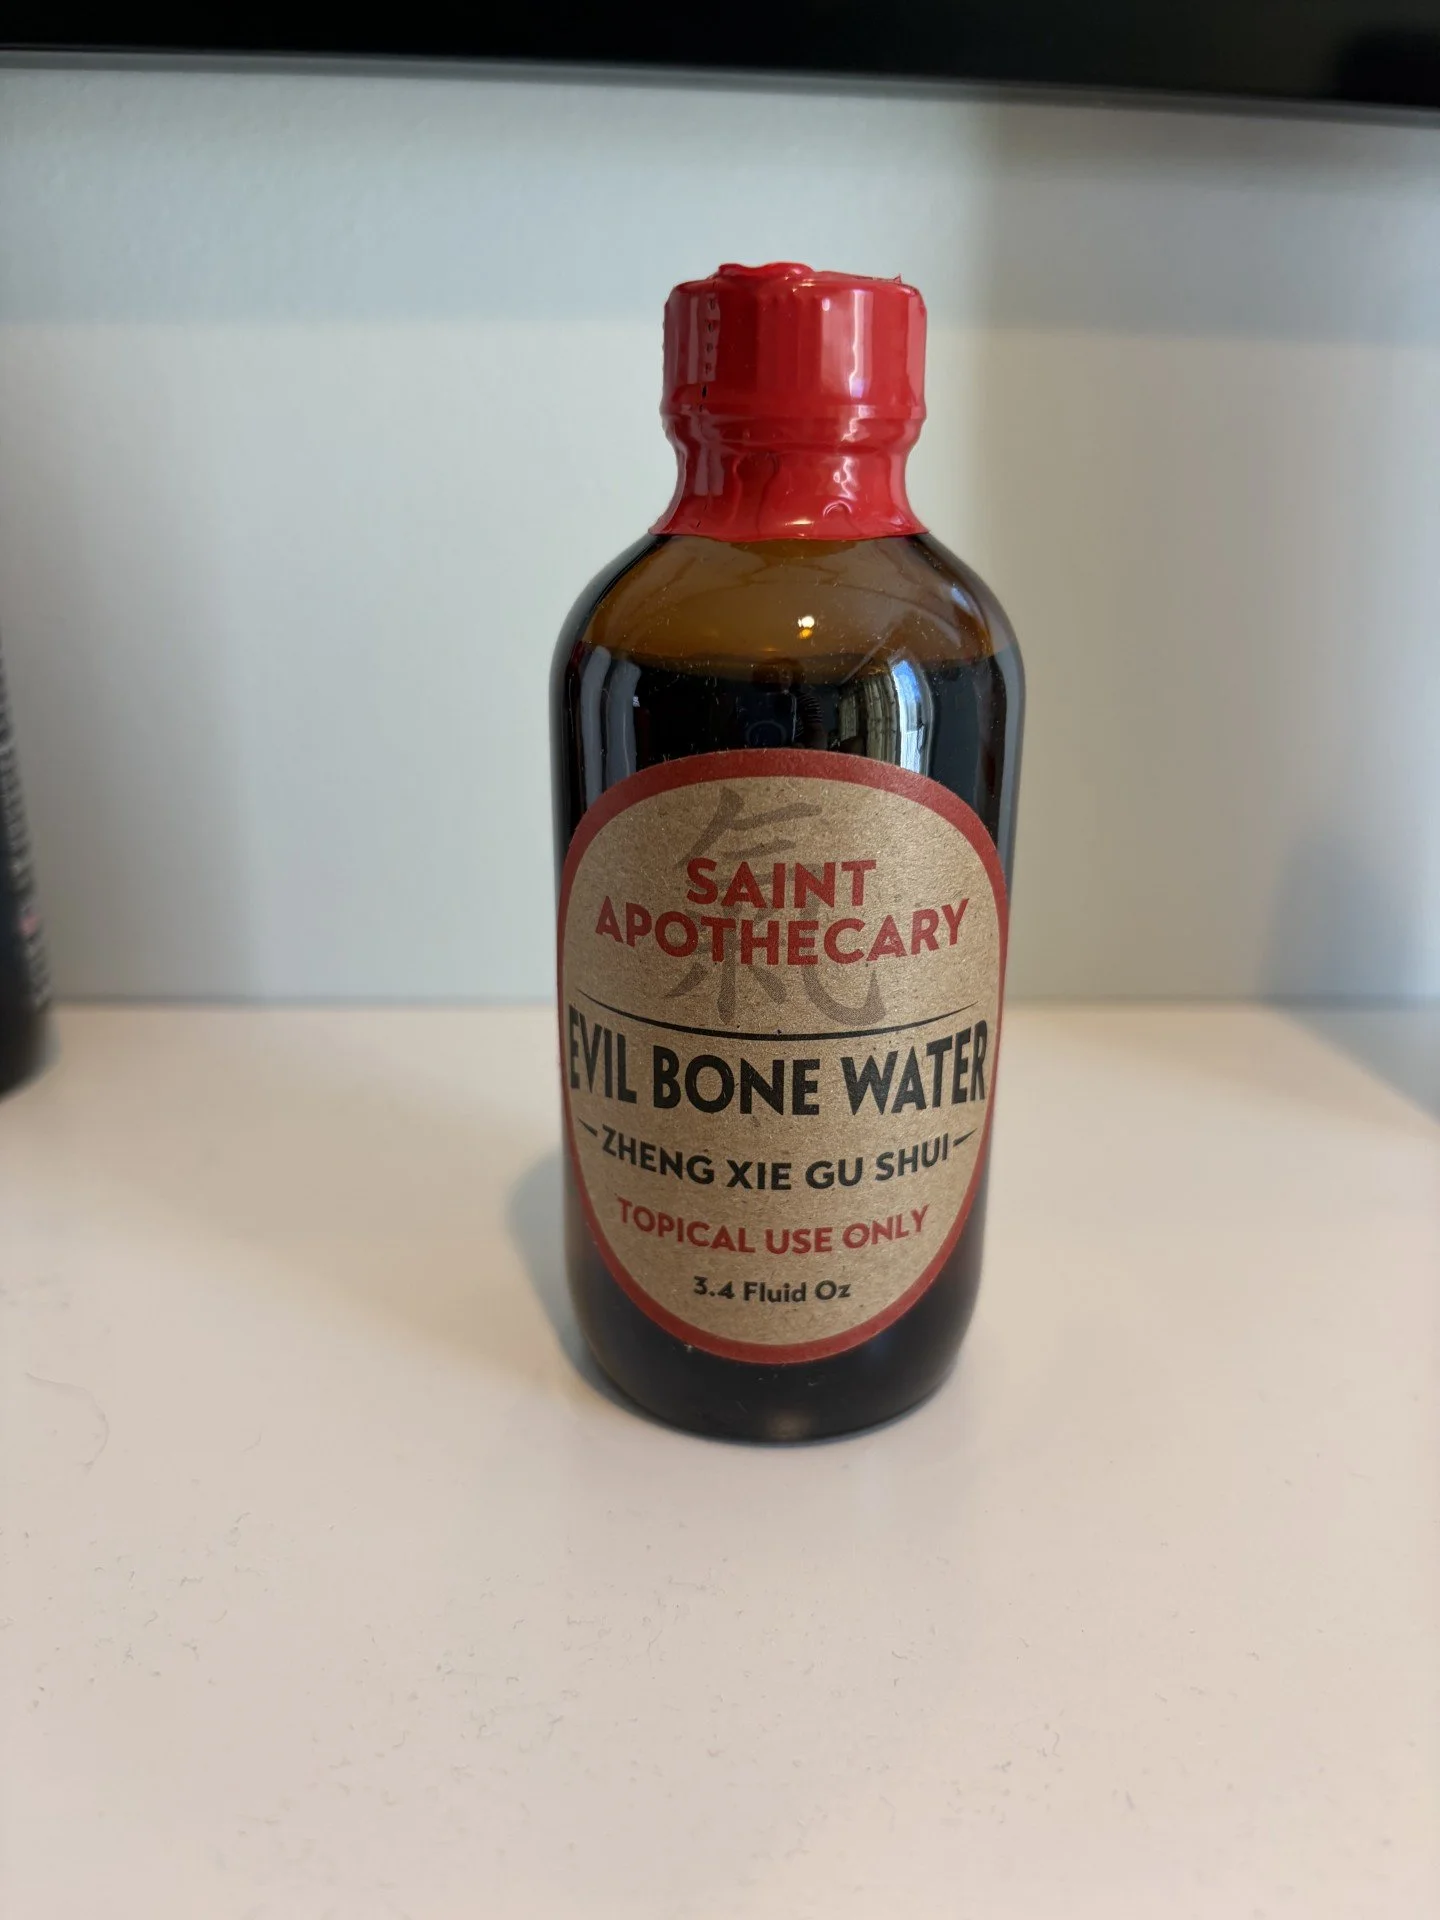 氣
SAINT
APOTHECARY
EVIL BONE WATER
ZHENG XIE GU SHUI
TOPICAL USE ONLY
3.4 Fluid Oz